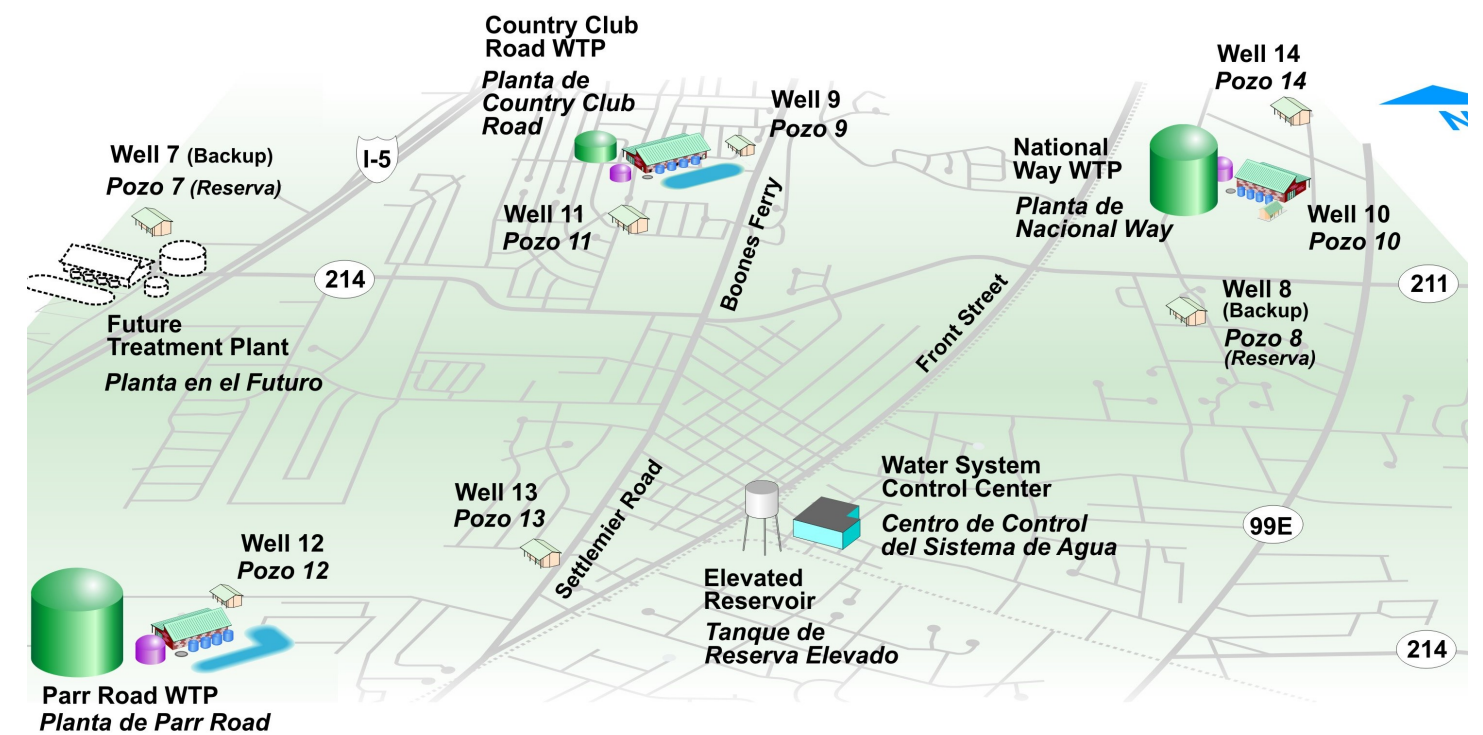 Country Club
Road WTP
Planta de
Country Club
Road
Well 9
Pozo 9
Well 14
Pozo 14
N
National
Way WTP
Planta de
Nacional Way
Well 7 (Backup)
Pozo 7 (Reserva)
I-5
Well 11
Pozo 11
Boones Ferry
Well 10
Pozo 10
214
211
Future
Treatment Plant
Planta en el Futuro
Front Street
Well 8
(Backup)
Pozo 8
(Reserva)
Well 13
Pozo 13
Settlemier Road
Water System
Control Center
Centro de Control
del Sistema de Agua
99E
Well 12
Pozo 12
Elevated
Reservoir
Tanque de
Reserva Elevado
214
Parr Road WTP
Planta de Parr Road